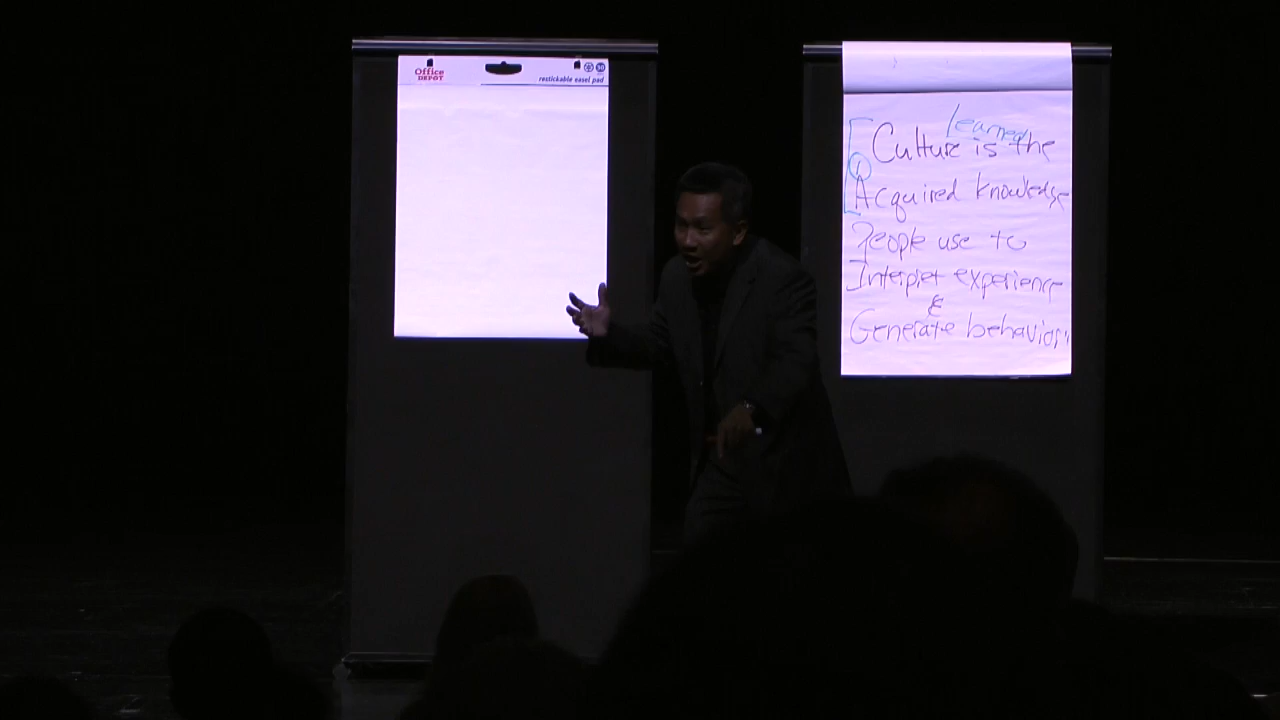 Office
DEPOT
restickable easel pad
learned
Culture is the
Acquired knowledge
People use to
Interpret experience
&
Generate behavior